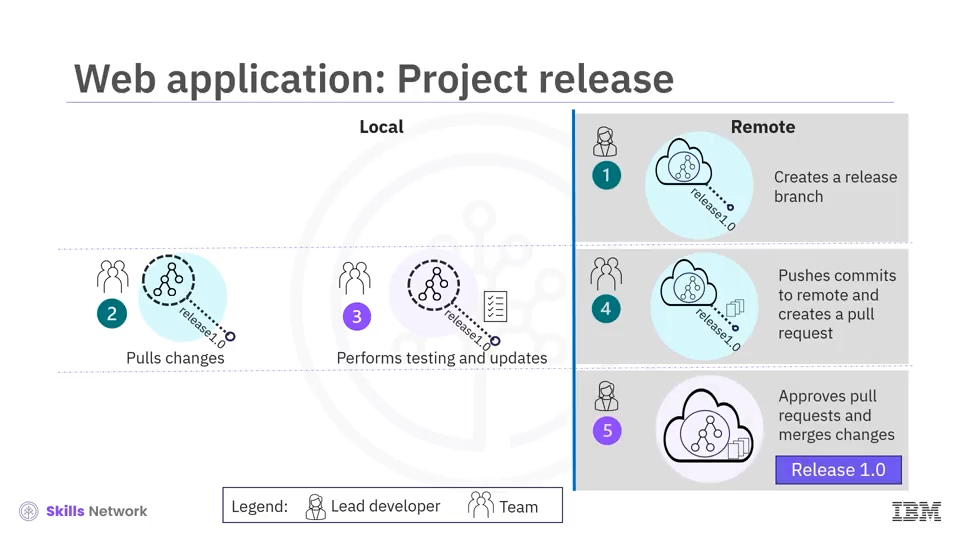 Web application: Project release
Local
Remote
1
release1.0
Creates a release
branch
2
release1.0
Pulls changes
3
release1.0
Performs testing and updates
4
release1.0
Pushes commits
to remote and
creates a pull
request
5
Approves pull
requests and
merges changes
Release 1.0
Legend: Lead developer Team
Skills Network
IBM